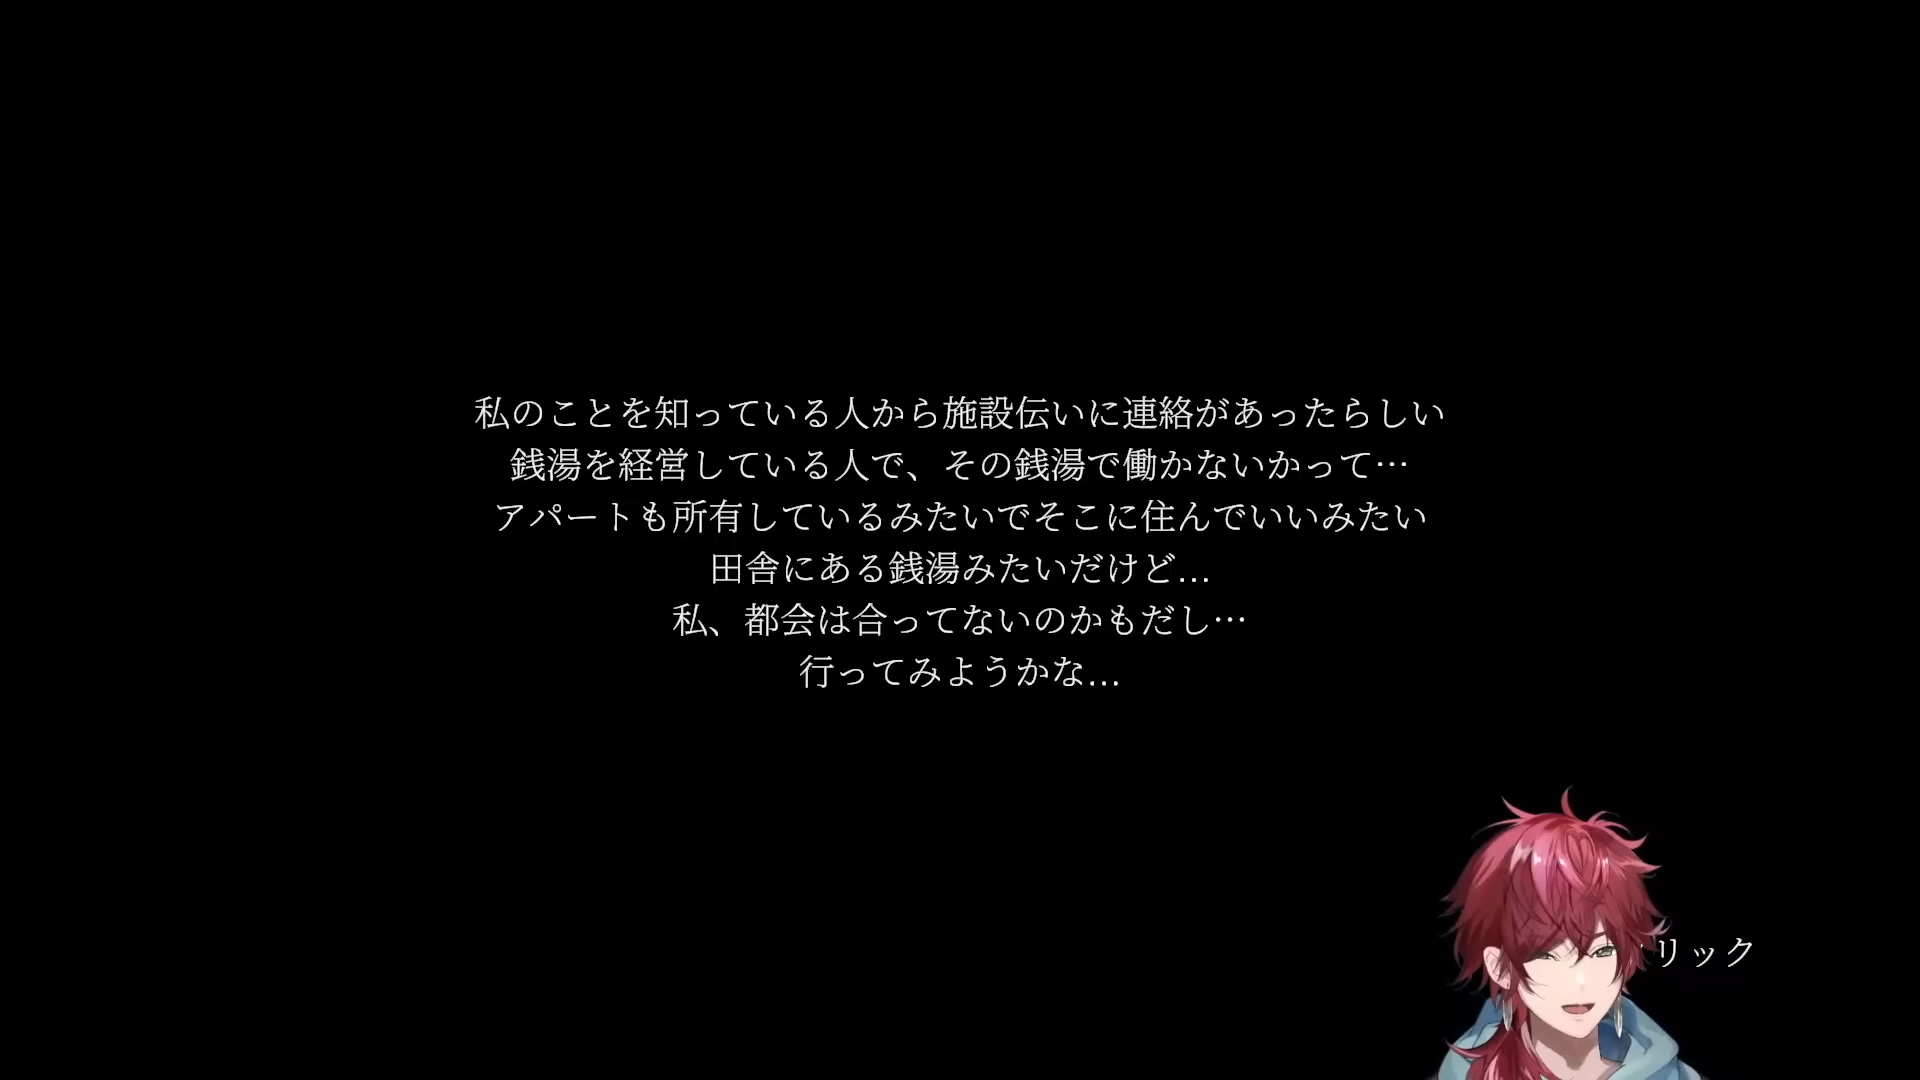 私のことを知っている人から施設伝いに連絡があったらしい
銭湯を経営している人で、その銭湯で働かないかって…
アパートも所有しているみたいでそこに住んでいいみたい
田舎にある銭湯みたいだけど...
私、都会は合ってないのかもだし…
行ってみようかな...
リック